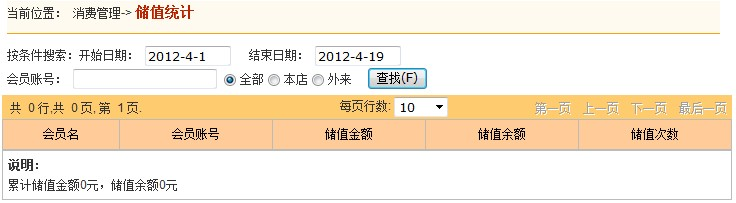 当前位置： 消费管理-> 储值统计
按条件搜索：开始日期： 2012-4-1 结束日期： 2012-4-19
会员账号： 全部 本店 外来 查找(F)
共 0行,共 0页,第 1页. 每页行数: 10 第一页 上一页 下一页 最后一页
会员名 会员账号 储值金额 储值余额 储值次数
说明：
累计储值金额0元，储值余额0元